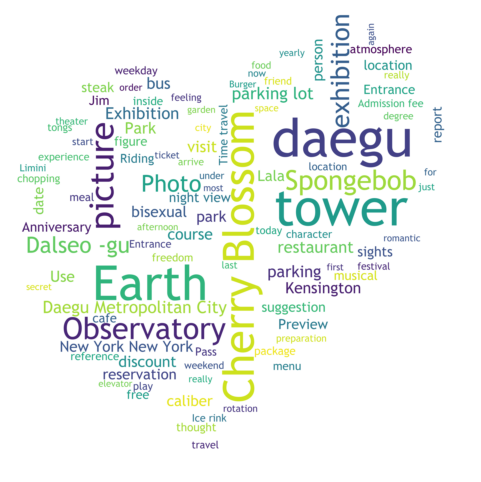 food
yearly
again
weekday
now
person
exhibition
atmosphere
steak
order
bus
Burger
friend
location
really
Jim
inside
feeling
parking lot
Entrance
theater
Exhibition
garden
space
Admission fee
tongs
picture
Park
visit
city
Time travel
degree
report
start
figure
daegu
experience
Riding
ticket
arrive
location
for
Limini
chopping
Photo
under
Lala
Spongebob
just
meal
night view
most
date
bisexual
park
Cherry Blossom
tower
Anniversary
course
afternoon
today
character
romantic
Dalseo -gu
Entrance
restaurant
sights
freedom
last
first
festival
Use
Earth
parking
musical
secret
Kensington
Daegu Metropolitan City
suggestion
cafe
Observatory
Preview
New York New York
Pass
preparation
reference
discount
weekend
package
reservation
menu
elevator
play
really
free
caliber
rotation
Ice rink
thought
travel